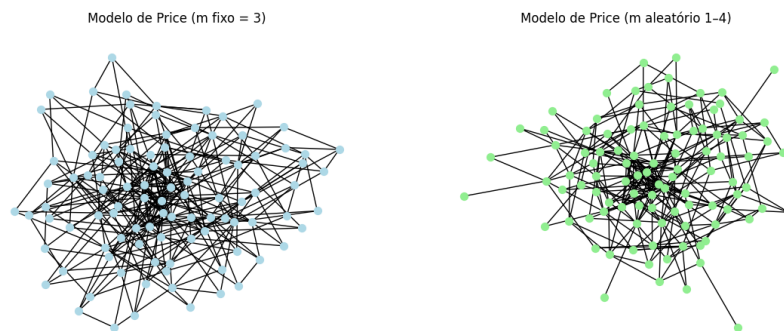 Modelo de Price (m fixo = 3)
Modelo de Price (m aleatório 1–4)